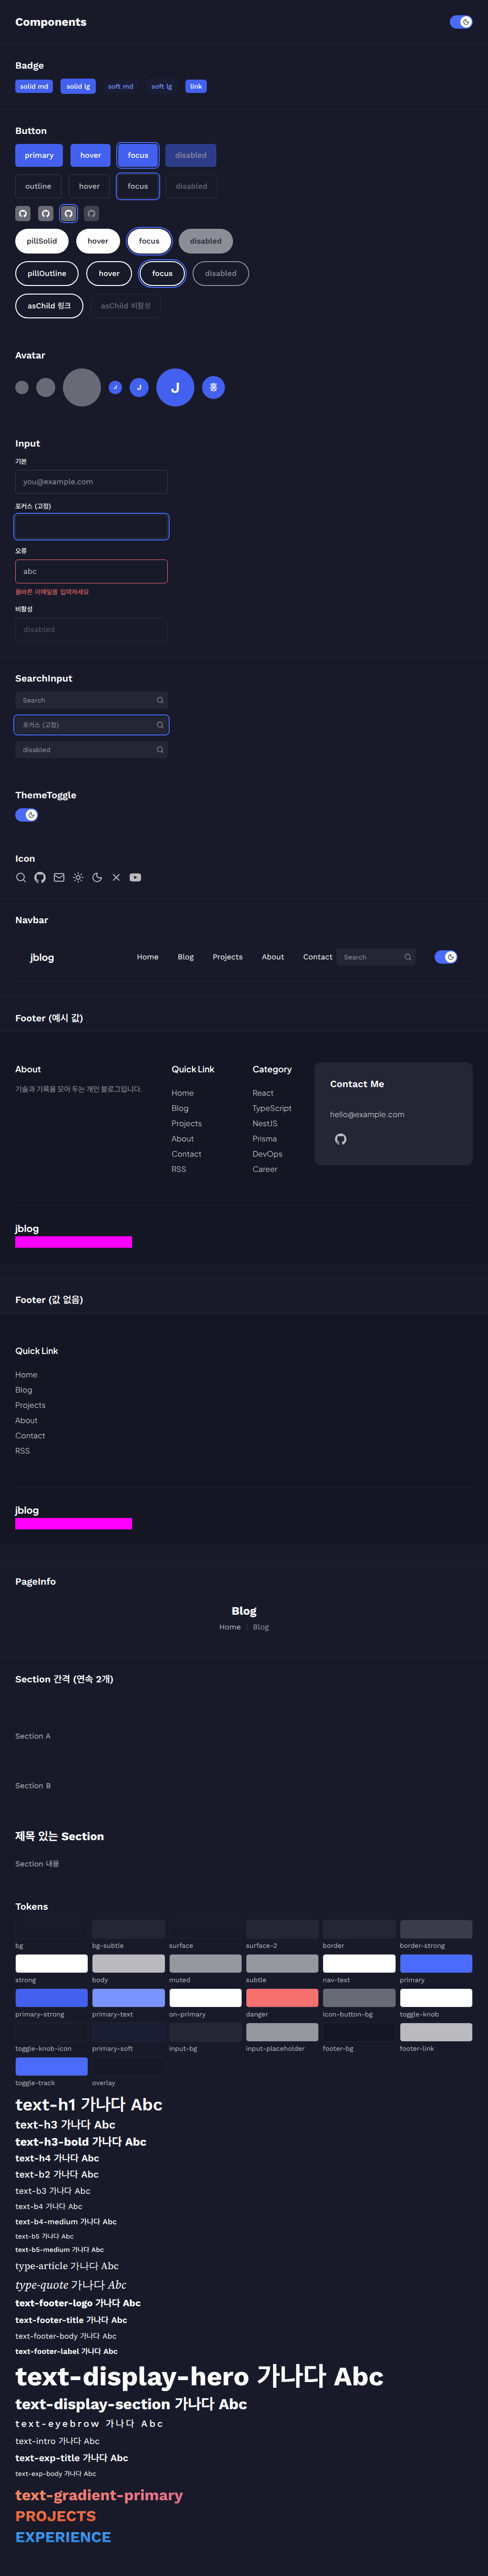 Components
Badge
solid md solid lg soft md soft lg link
Button
primary hover focus disabled
outline hover focus disabled
pillSolid hover focus disabled
pillOutline hover focus disabled
asChild 링크 asChild 비활성
Avatar
J J J 홍
Input
기본
you@example.com
포커스 (고정)
오류
abc
올바른 이메일을 입력하세요
비활성
disabled
SearchInput
Search
포커스 (고정)
disabled
ThemeToggle
Icon
Navbar
jblog Home Blog Projects About Contact Search
Footer (예시 값)
About Quick Link Category Contact Me
기술과 기록을 모아 두는 개인 블로그입니다.
Home React
Blog TypeScript hello@example.com
Projects NestJS
About Prisma
Contact DevOps
RSS Career
jblog
Footer (값 없음)
Quick Link
Home
Blog
Projects
About
Contact
RSS
jblog
PageInfo
Blog
Home Blog
Section 간격 (연속 2개)
Section A
Section B
제목 있는 Section
Section 내용
Tokens
bg bg-subtle surface surface-2 border border-strong
strong body muted subtle nav-text primary
primary-strong primary-text on-primary danger icon-button-bg toggle-knob
toggle-knob-icon primary-soft input-bg input-placeholder footer-bg footer-link
toggle-track overlay
text-h1 가나다 Abc
text-h3 가나다 Abc
text-h3-bold 가나다 Abc
text-h4 가나다 Abc
text-b2 가나다 Abc
text-b3 가나다 Abc
text-b4 가나다 Abc
text-b4-medium 가나다 Abc
text-b5 가나다 Abc
text-b5-medium 가나다 Abc
type-article 가나다 Abc
type-quote 가나다 Abc
text-footer-logo 가나다 Abc
text-footer-title 가나다 Abc
text-footer-body 가나다 Abc
text-footer-label 가나다 Abc
text-display-hero 가나다 Abc
text-display-section 가나다 Abc
text-eyebrow 가나다 Abc
text-intro 가나다 Abc
text-exp-title 가나다 Abc
text-exp-body 가나다 Abc
text-gradient-primary
PROJECTS
EXPERIENCE